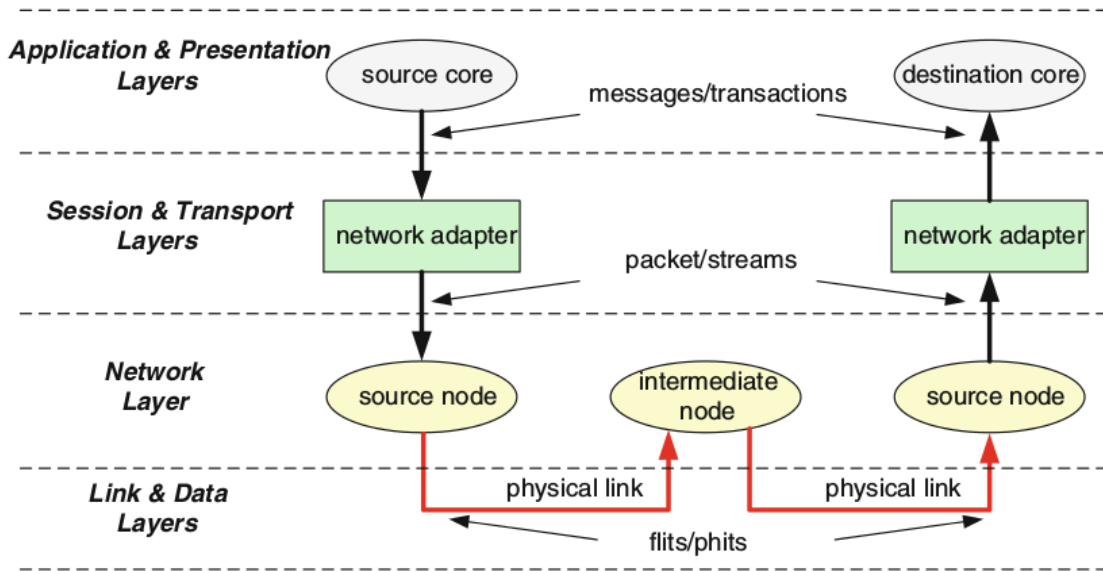 Application & Presentation
Layers
source core
destination core
messages/transactions
Session & Transport
Layers
network adapter
network adapter
packet/streams
Network
Layer
source node
intermediate
node
source node
Link & Data
Layers
physical link
physical link
flits/phits